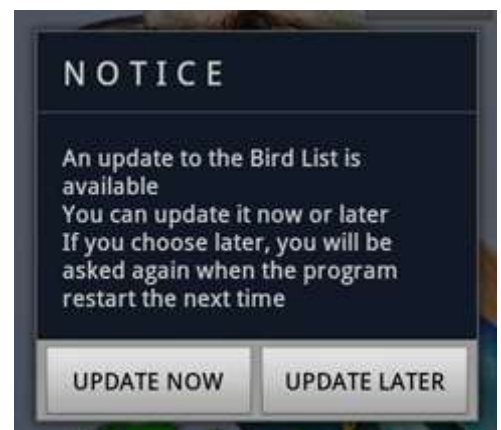 NOTICE
An update to the Bird List is
available
You can update it now or later
If you choose later, you will be
asked again when the program
restart the next time
UPDATE NOW
UPDATE LATER